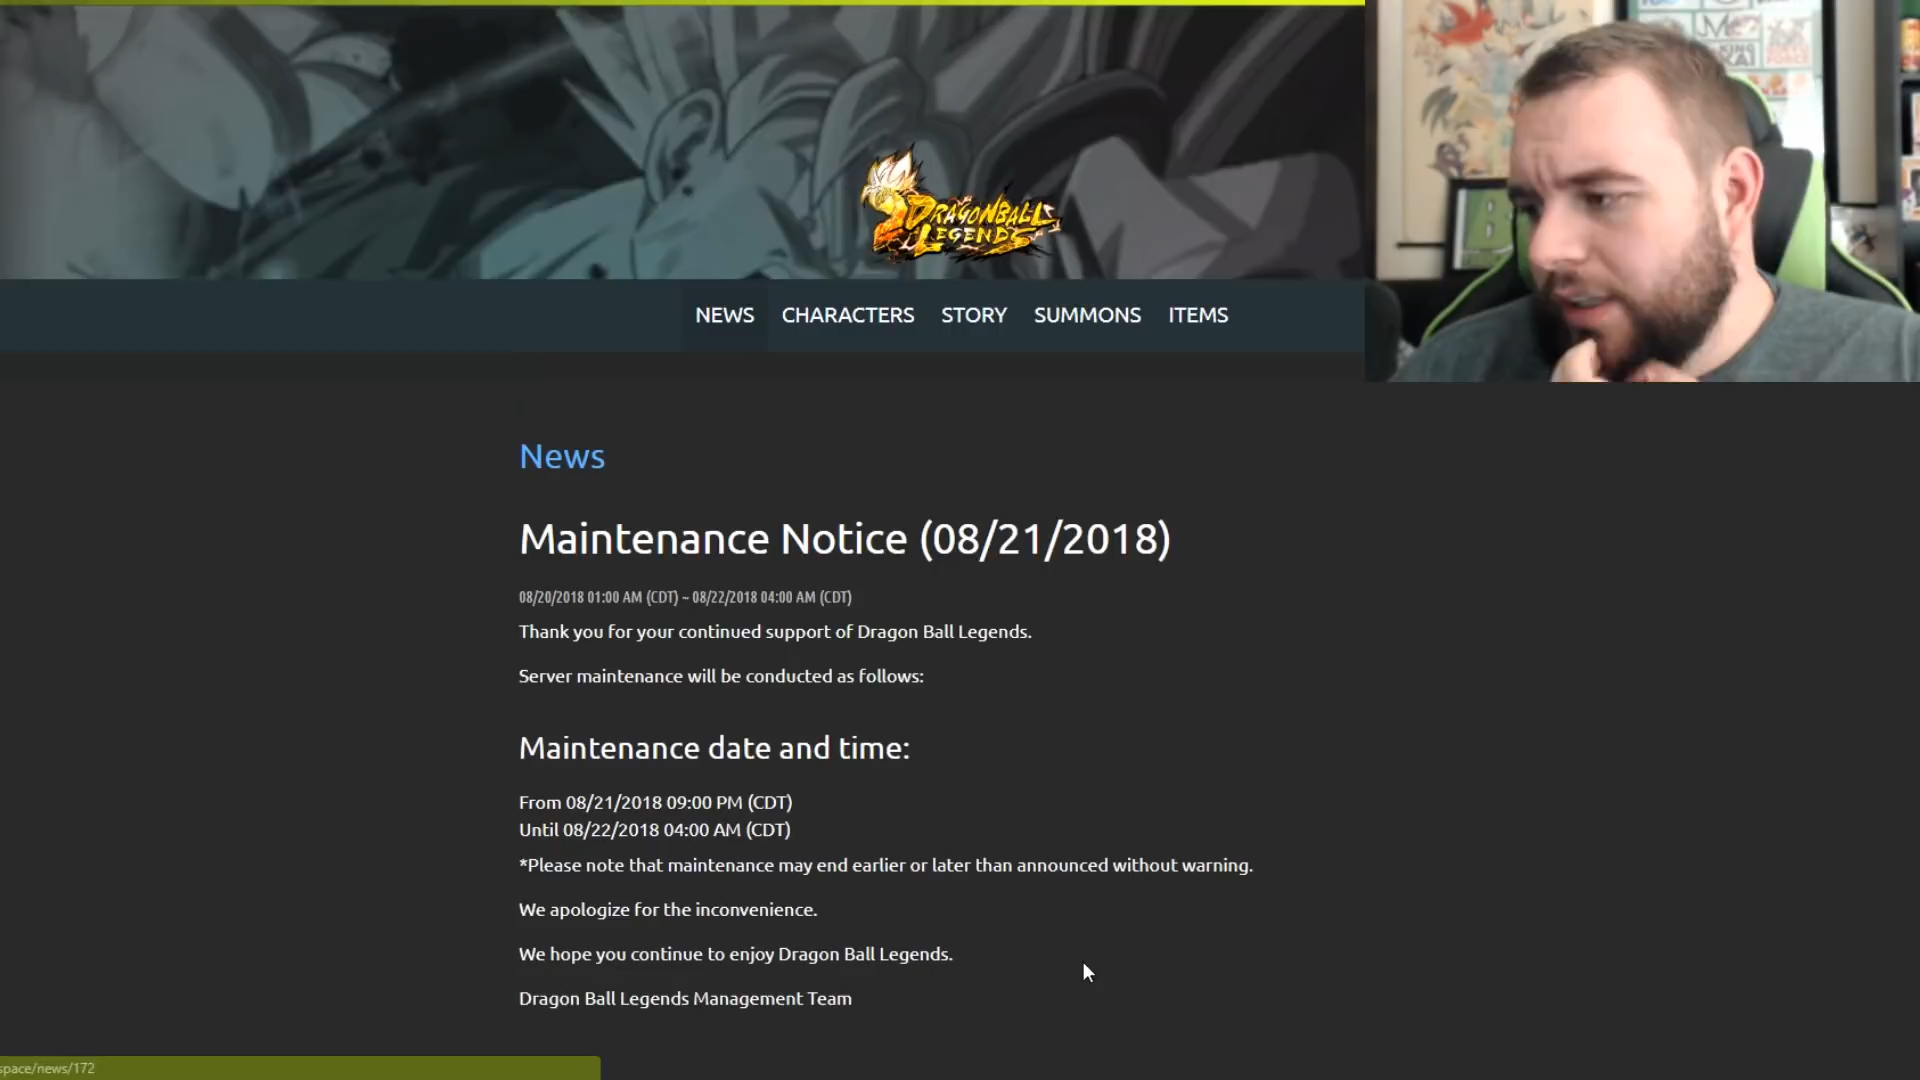 DRAGONBALL
LEGENDS
NEWS CHARACTERS STORY SUMMONS ITEMS
News
Maintenance Notice (08/21/2018)
08/20/2018 01:00 AM (CDT) ~ 08/22/2018 04:00 AM (CDT)
Thank you for your continued support of Dragon Ball Legends.
Server maintenance will be conducted as follows:
Maintenance date and time:
From 08/21/2018 09:00 PM (CDT)
Until 08/22/2018 04:00 AM (CDT)
*Please note that maintenance may end earlier or later than announced without warning.
We apologize for the inconvenience.
We hope you continue to enjoy Dragon Ball Legends.
Dragon Ball Legends Management Team
space/news/172